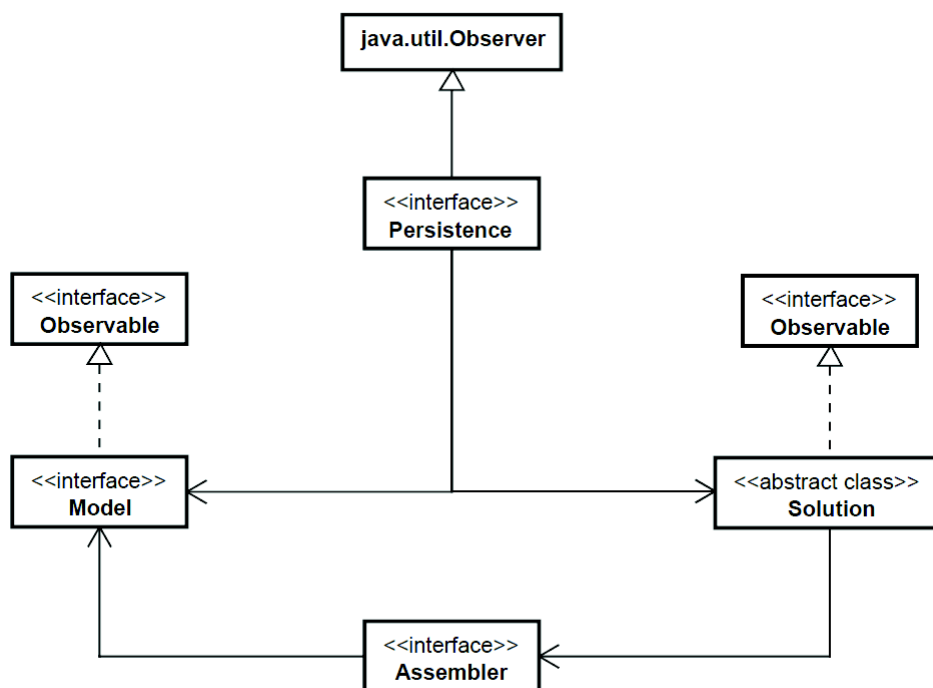 java.util.Observer
<<interface>>
Persistence
<<interface>>
Observable
<<interface>>
Observable
<<interface>>
Model
<<abstract class>>
Solution
<<interface>>
Assembler